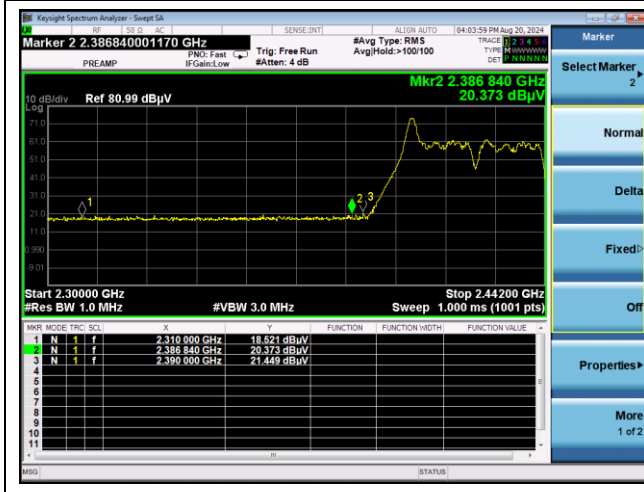 Keysight Spectrum Analyzer - Swept SA
RF 50 Ω AC SENSE:INT ALIGN AUTO 04:03:59 PM Aug 20, 2024
Marker 2 2.386840001170 GHz
PREAMP
PNO: Fast
IFGain:Low
Trig: Free Run
#Atten: 4 dB
#Avg Type: RMS
Avg|Hold:>100/100
TRACE 1 2 3 4 5 6
TYPE M WWWWW
DET P N N N N N
Mkr2 2.386 840 GHz
20.373 dBµV
10 dB/div Ref 80.99 dBµV
Log
71.0
61.0
51.0
41.0
31.0
21.0
11.0
0.990
-9.01
1
2
3
Start 2.30000 GHz
Stop 2.44200 GHz
#Res BW 1.0 MHz
#VBW 3.0 MHz
Sweep 1.000 ms (1001 pts)
MKR MODE TRC SCL X Y FUNCTION FUNCTION WIDTH FUNCTION VALUE
1 N 1 f 2.310 000 GHz 18.521 dBµV
2 N 1 f 2.386 840 GHz 20.373 dBµV
3 N 1 f 2.390 000 GHz 21.449 dBµV
4
5
6
7
8
9
10
11
MSG
STATUS
Marker
Select Marker
2
Normal
Delta
Fixed
Off
Properties
More
1 of 2